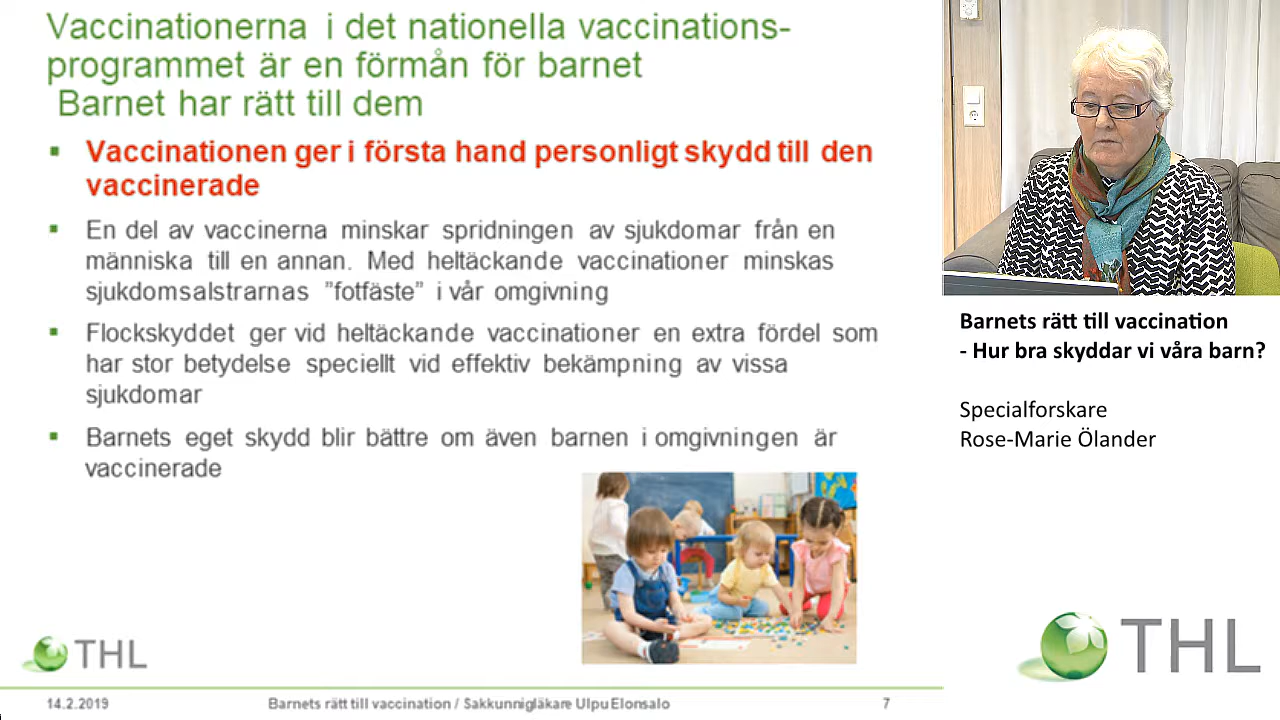 Vaccinationerna i det nationella vaccinations-
programmet är en förmån för barnet
Barnet har rätt till dem
Vaccinationen ger i första hand personligt skydd till den
vaccinerade
En del av vaccinerna minskar spridningen av sjukdomar från en
människa till en annan. Med heltäckande vaccinationer minskas
sjukdomsalstrarnas ”fotfäste” i vår omgivning
Flockskyddet ger vid heltäckande vaccinationer en extra fördel som
har stor betydelse speciellt vid effektiv bekämpning av vissa
sjukdomar
Barnets eget skydd blir bättre om även barnen i omgivningen är
vaccinerade
THL
14.2.2019
Barnets rätt till vaccination / Sakkunnigläkare Ulpu Elonsalo
7
Barnets rätt till vaccination
- Hur bra skyddar vi våra barn?
Specialforskare
Rose-Marie Ölander
THL